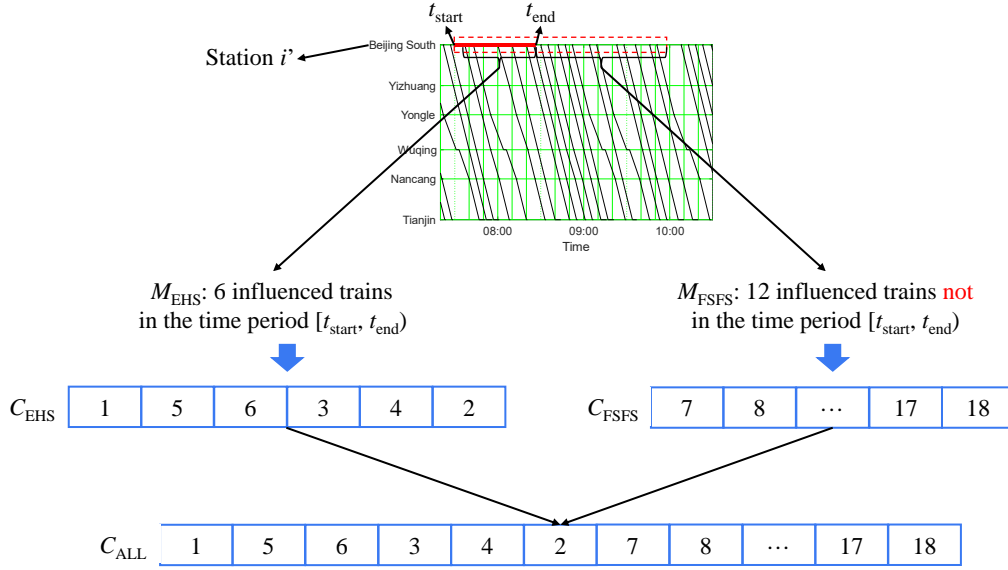 t_start
t_end
Station i’
Beijing South
Yizhuang
Yongle
Wuqing
Nancang
Tianjin
08:00
09:00
10:00
Time
M_EHS: 6 influenced trains
in the time period [t_start, t_end)
M_FSFS: 12 influenced trains not
in the time period [t_start, t_end)
C_EHS 1 5 6 3 4 2
C_FSFS 7 8 … 17 18
C_ALL 1 5 6 3 4 2 7 8 … 17 18